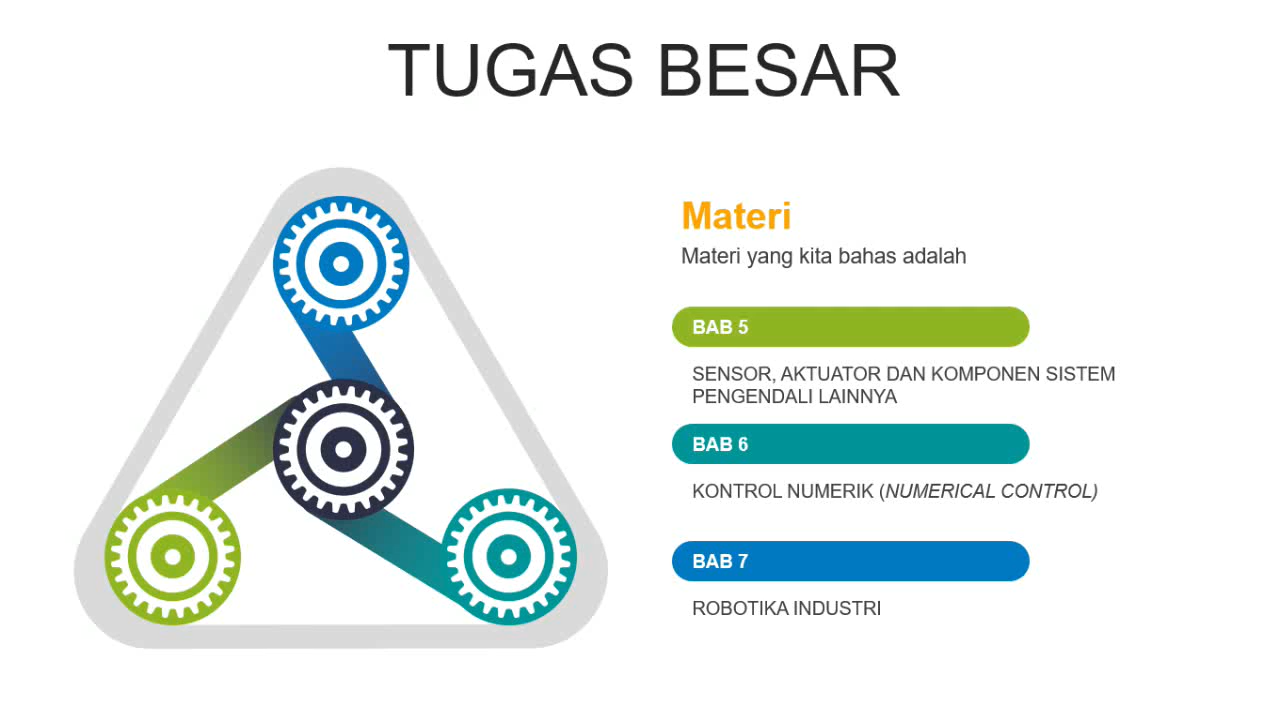 TUGAS BESAR
Materi
Materi yang kita bahas adalah
BAB 5
SENSOR, AKTUATOR DAN KOMPONEN SISTEM
PENGENDALI LAINNYA
BAB 6
KONTROL NUMERIK (NUMERICAL CONTROL)
BAB 7
ROBOTIKA INDUSTRI